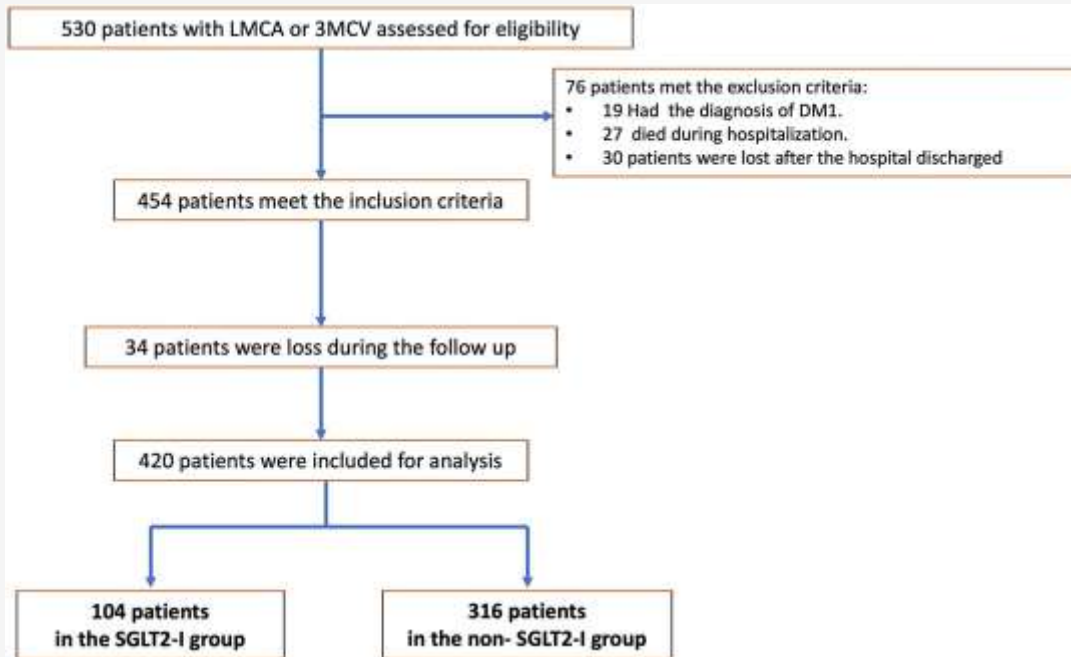 530 patients with LMCA or 3MCV assessed for eligibility
76 patients met the exclusion criteria:
• 19 Had the diagnosis of DM1.
• 27 died during hospitalization.
• 30 patients were lost after the hospital discharged
454 patients meet the inclusion criteria
34 patients were loss during the follow up
420 patients were included for analysis
104 patients
in the SGLT2-I group
316 patients
in the non- SGLT2-I group